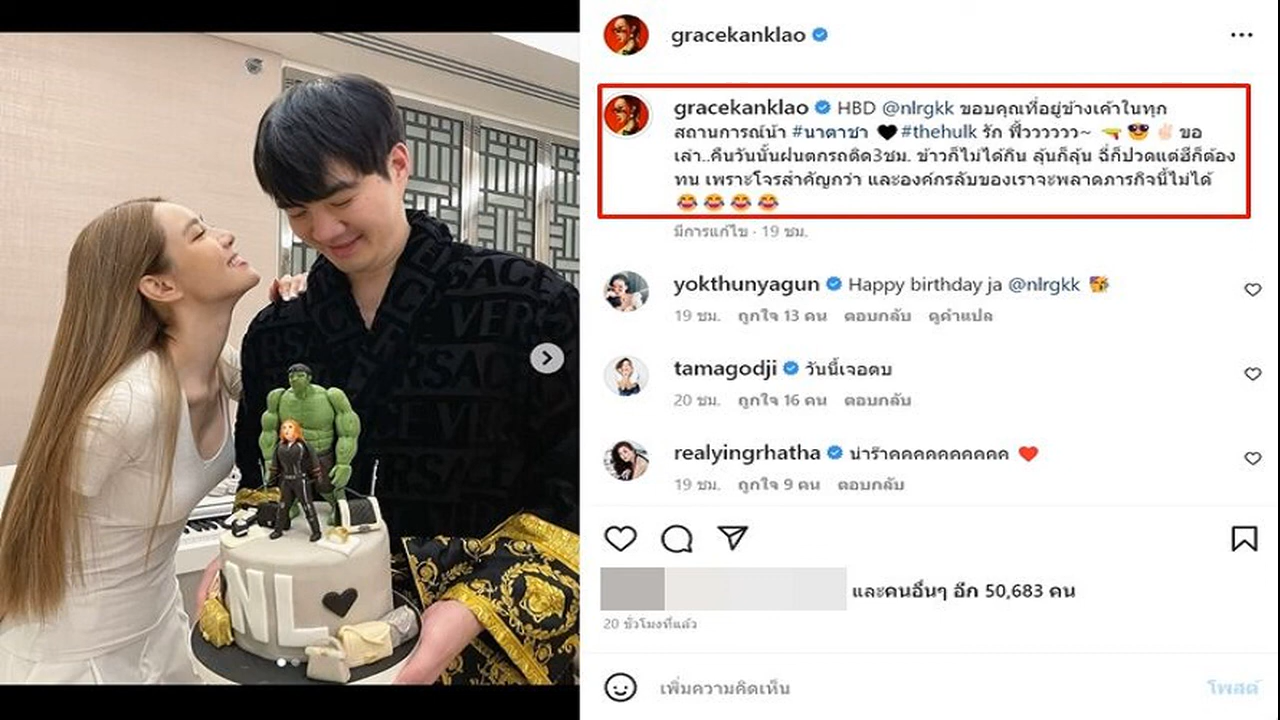 gracekanklao
gracekanklao HBD @nlrgkk ขอบคุณที่อยู่ข้างเค้าในทุก
สถานการณ์น้า #นาตาชา 🖤#thehulk รัก ฟิ้วววววว~ 🔫 😎 ✌🏻 ขอ
เล่า..คืนวันนั้นฝนตกรถติด3ชม. ข้าวก็ไม่ได้กิน ลุ้นก็ลุ้น ฉี่ก็ปวดแต่ฮีก็ต้อง
ทน เพราะโจรสำคัญกว่า และองค์กรลับของเราจะพลาดภารกิจนี้ไม่ได้
😂 😂 😂 😂
มีการแก้ไข · 19 ชม.
yokthunyagun Happy birthday ja @nlrgkk
19 ชม. ถูกใจ 13 คน ตอบกลับ ดูคำแปล
tamagodji วันนี้เจอตบ
20 ชม. ถูกใจ 16 คน ตอบกลับ
realyingrhatha น่าร๊าคคคคคคคคคค ♥️
19 ชม. ถูกใจ 9 คน ตอบกลับ
และคนอื่นๆ อีก 50,683 คน
20 ชั่วโมงที่แล้ว
เพิ่มความคิดเห็น โพสต์
VERSACE
NL